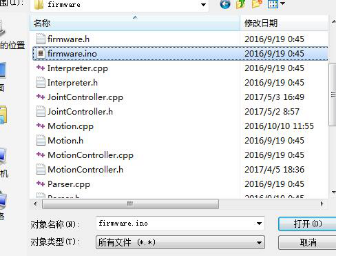 firmware
名称 修改日期
firmware.h 2016/9/19 0:45
firmware.ino 2016/9/19 0:45
Interpreter.cpp 2016/9/19 0:45
Interpreter.h 2016/9/19 0:45
JointController.cpp 2017/5/3 16:49
JointController.h 2017/5/2 8:57
Motion.cpp 2016/10/10 11:55
Motion.h 2016/9/19 0:45
MotionController.cpp 2016/9/19 0:45
MotionController.h 2017/4/5 18:36
Parser.cpp 2016/9/19 0:45
的位置
面
机
络
对象名称(N): firmware.ino 打开(O)
对象类型(T): 所有文件 (*.*) 取消